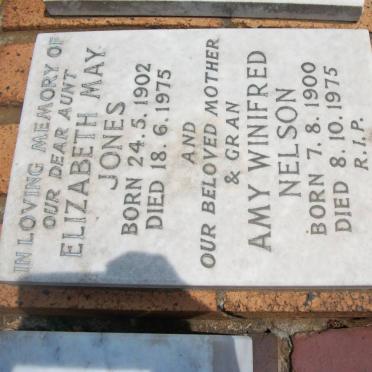 IN LOVING MEMORY OF
OUR DEAR AUNT
ELIZABETH MAY
JONES
BORN 24. 5. 1902
DIED 18. 6. 1975
AND
OUR BELOVED MOTHER
& GRAN
AMY WINIFRED
NELSON
BORN 7. 8. 1900
DIED 8. 10. 1975
R.I.P.